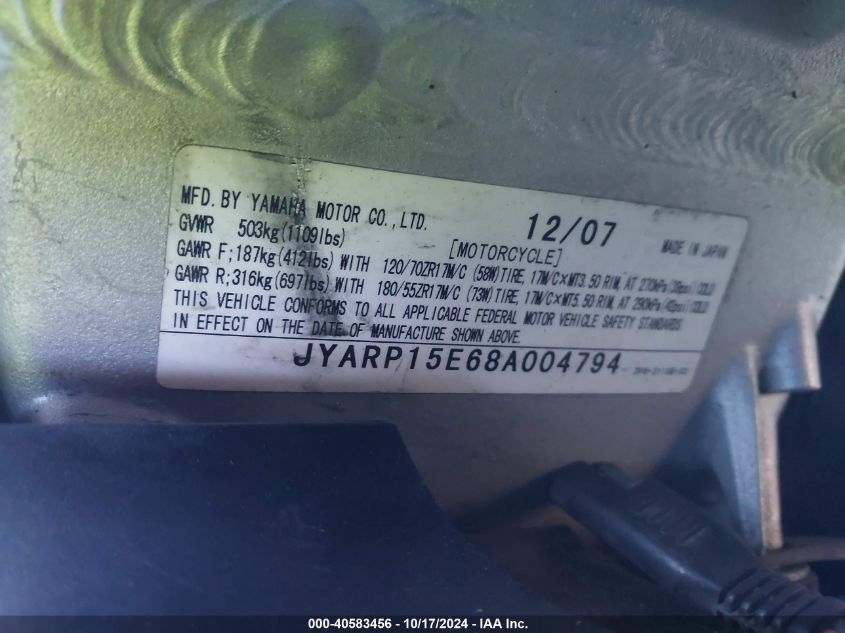 MFD. BY YAMAHA MOTOR CO., LTD. 12/07 MADE IN JAPAN
GVWR 503kg(1109lbs) [MOTORCYCLE]
GAWR F;187kg(412lbs) WITH 120/70ZR17M/C (58W)TIRE, 17M/C×MT3.50 RIM, AT 270kPa(39psi) COLD
GAWR R;316kg(697lbs) WITH 180/55ZR17M/C (73W)TIRE, 17M/C×MT5.50 RIM, AT 290kPa(42psi) COLD
THIS VEHICLE CONFORMS TO ALL APPLICABLE FEDERAL MOTOR VEHICLE SAFETY STANDARDS
IN EFFECT ON THE DATE OF MANUFACTURE SHOWN ABOVE.
JYARP15E68A004794
000-40583456 - 10/17/2024 - IAA Inc.